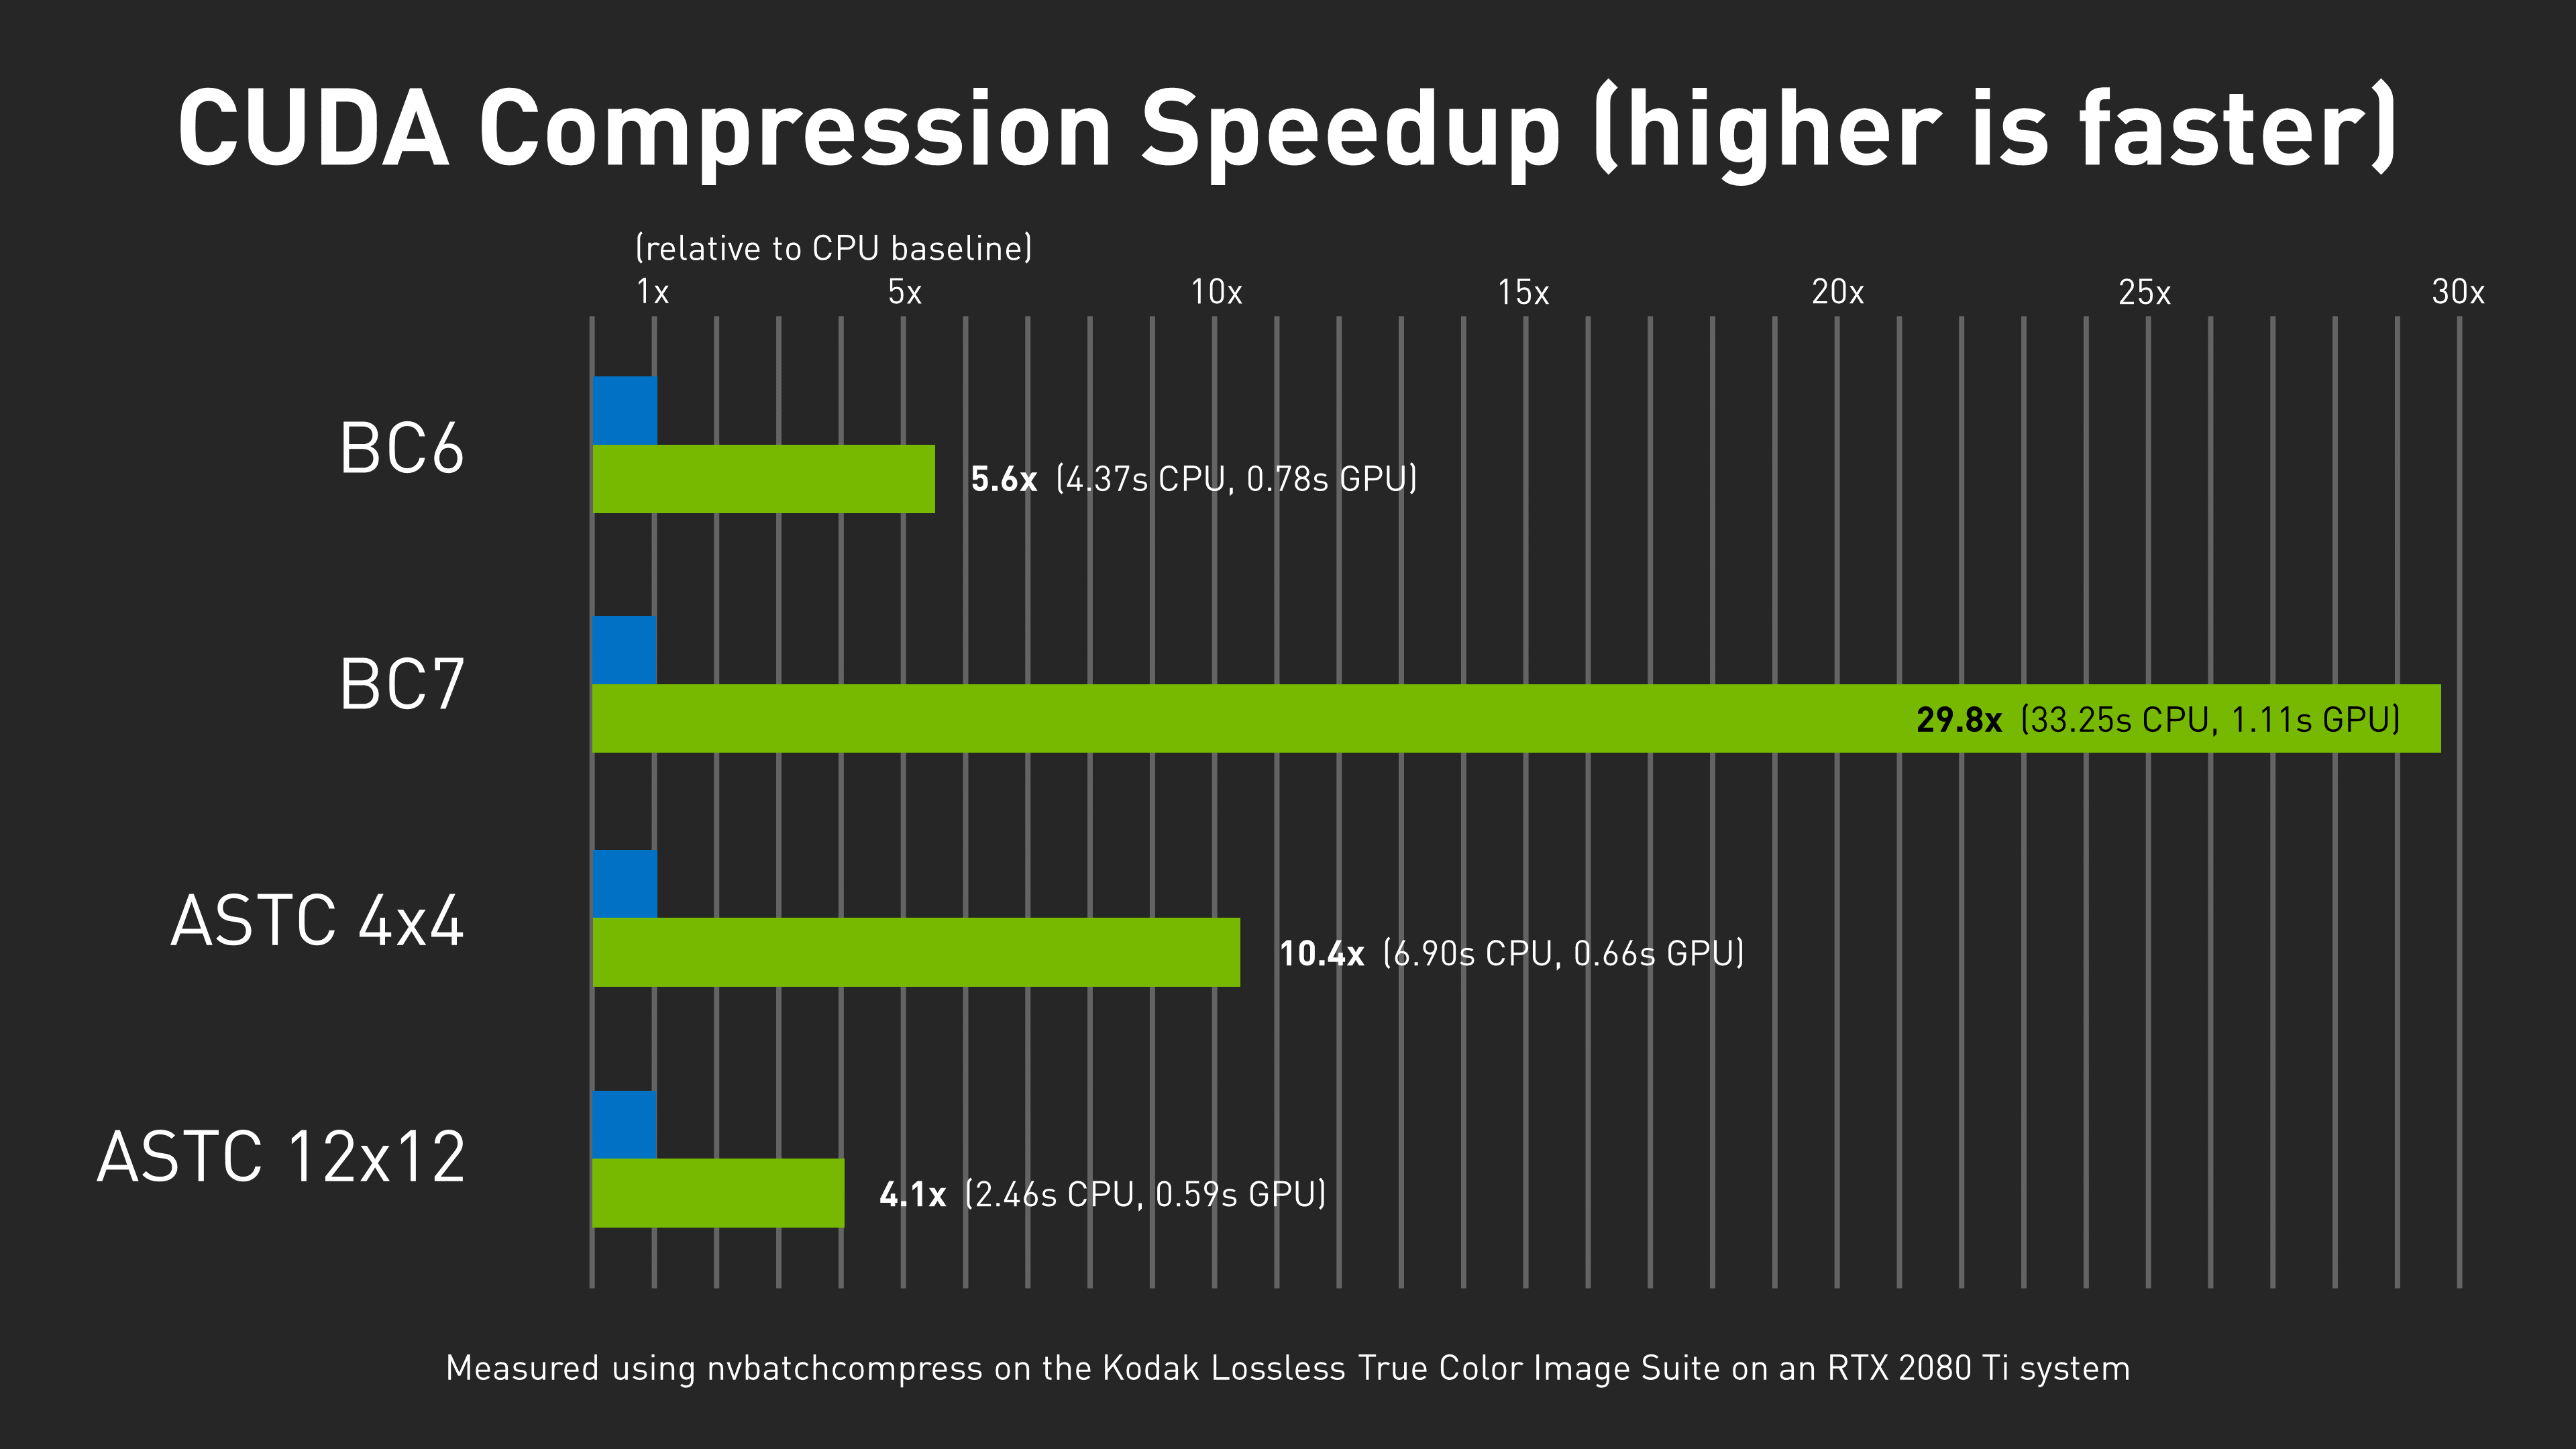 CUDA Compression Speedup (higher is faster)
(relative to CPU baseline)
1x 5x 10x 15x 20x 25x 30x
BC6
5.6x (4.37s CPU, 0.78s GPU)
BC7
29.8x (33.25s CPU, 1.11s GPU)
ASTC 4x4
10.4x (6.90s CPU, 0.66s GPU)
ASTC 12x12
4.1x (2.46s CPU, 0.59s GPU)
Measured using nvbatchcompress on the Kodak Lossless True Color Image Suite on an RTX 2080 Ti system